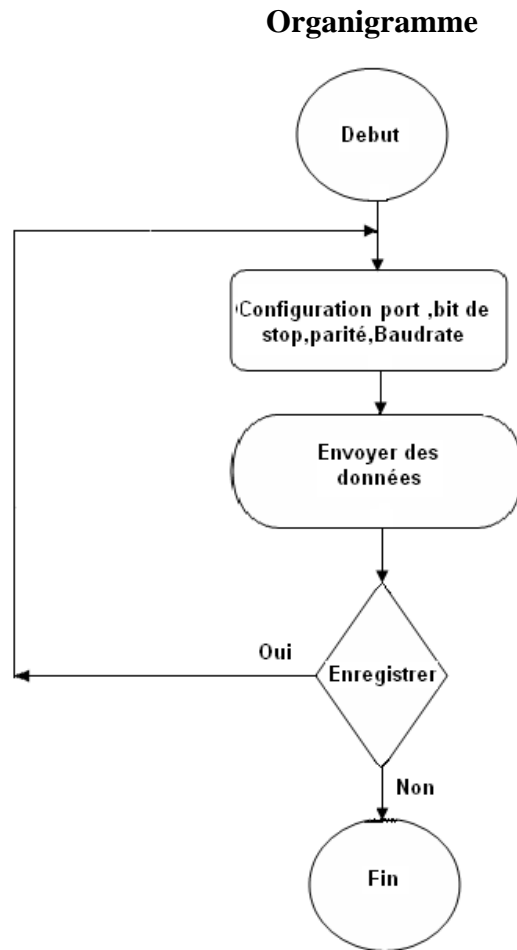 Organigramme
Debut
Configuration port ,bit de
stop,parité,Baudrate
Envoyer des
données
Oui
Enregistrer
Non
Fin